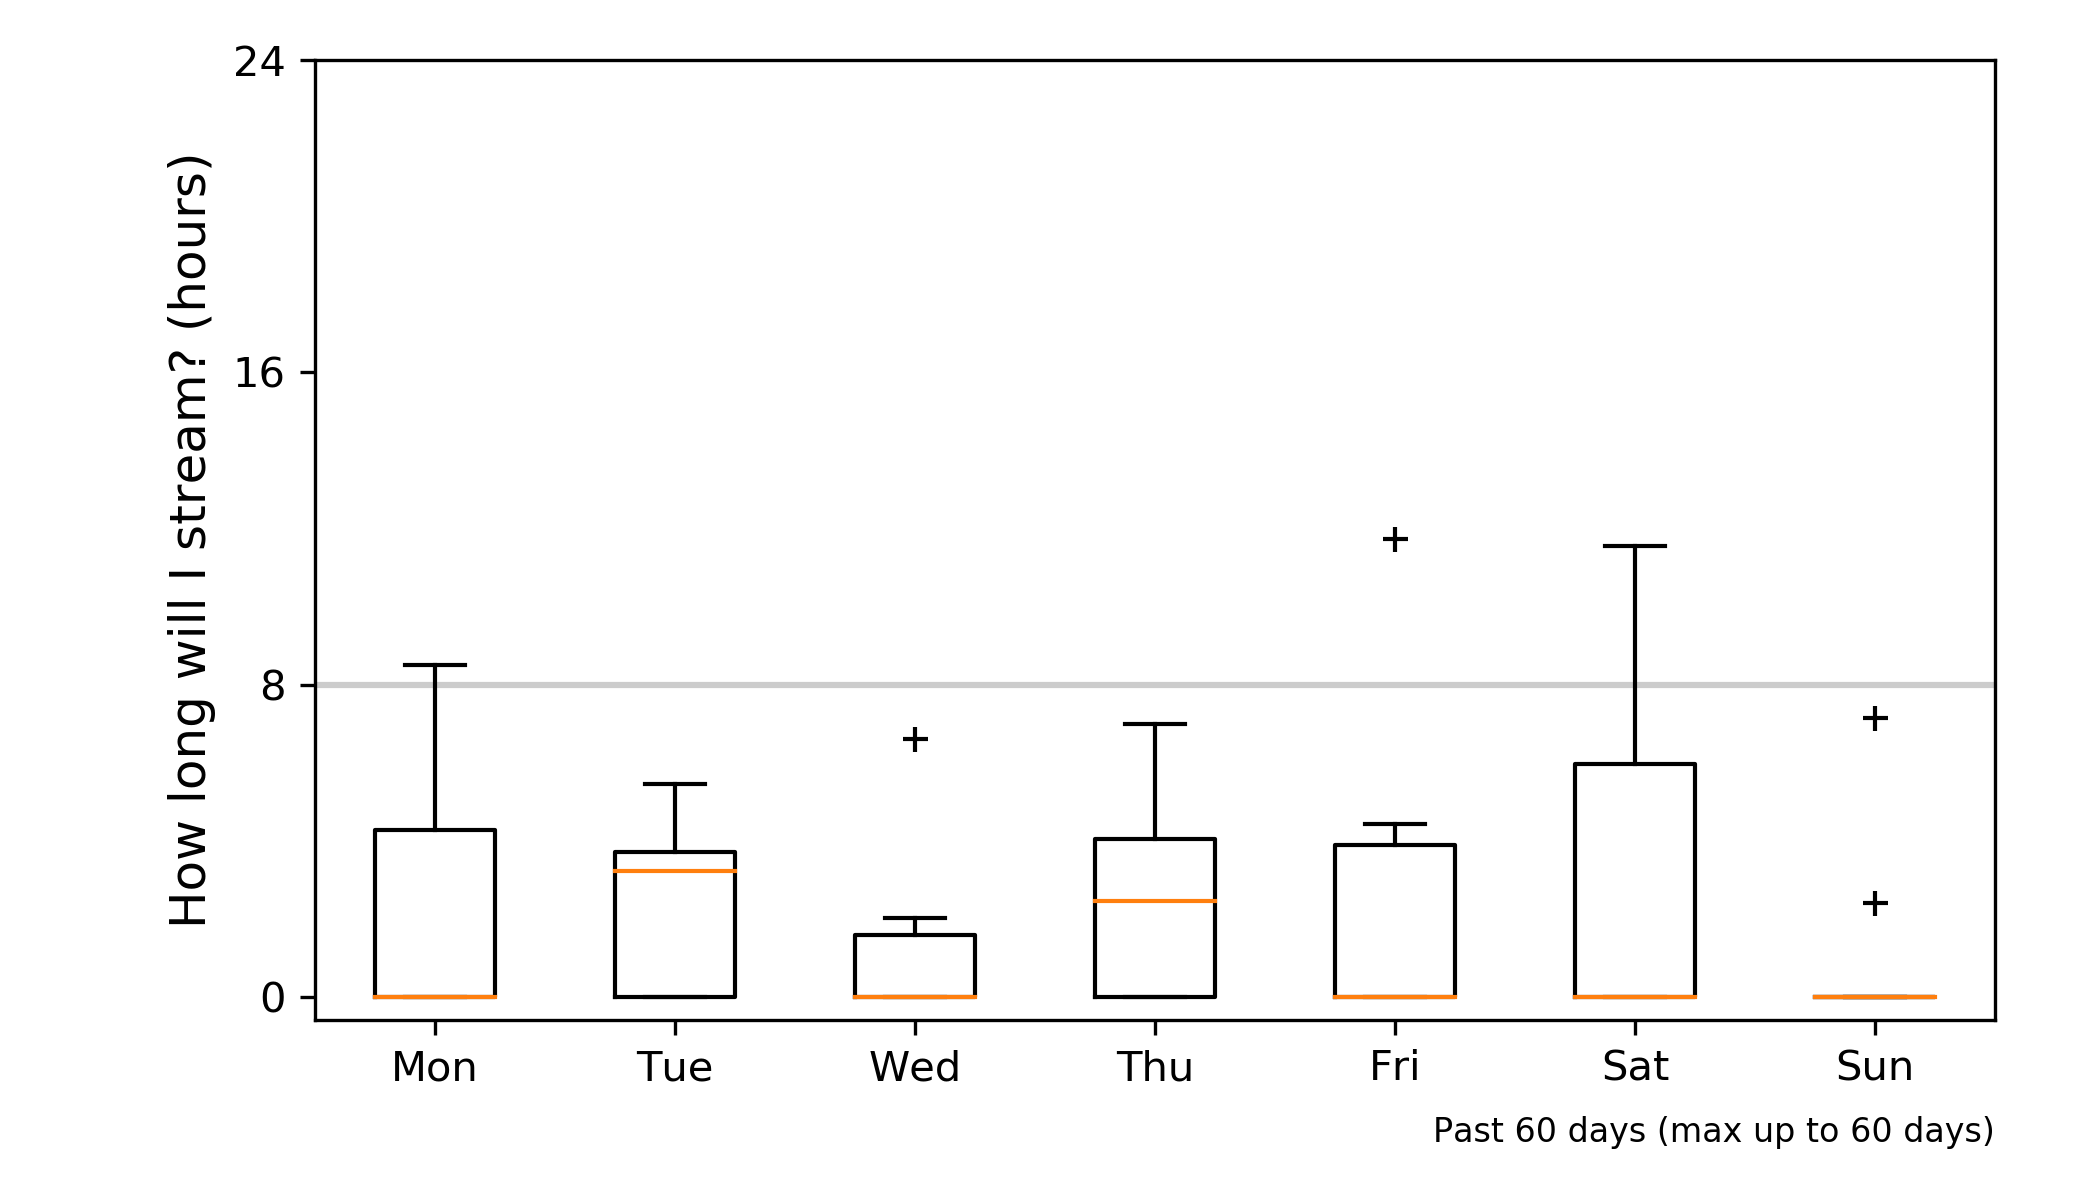 How long will I stream? (hours)
24
16
8
0
Mon Tue Wed Thu Fri Sat Sun
Past 60 days (max up to 60 days)